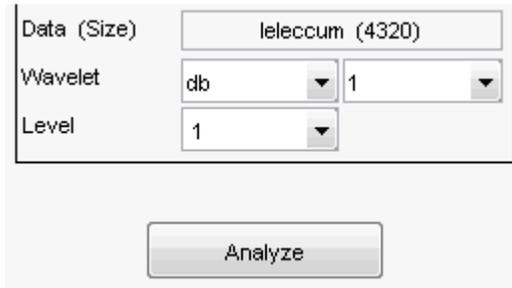 Data (Size) leleccum (4320)
Wavelet db 1
Level 1
Analyze